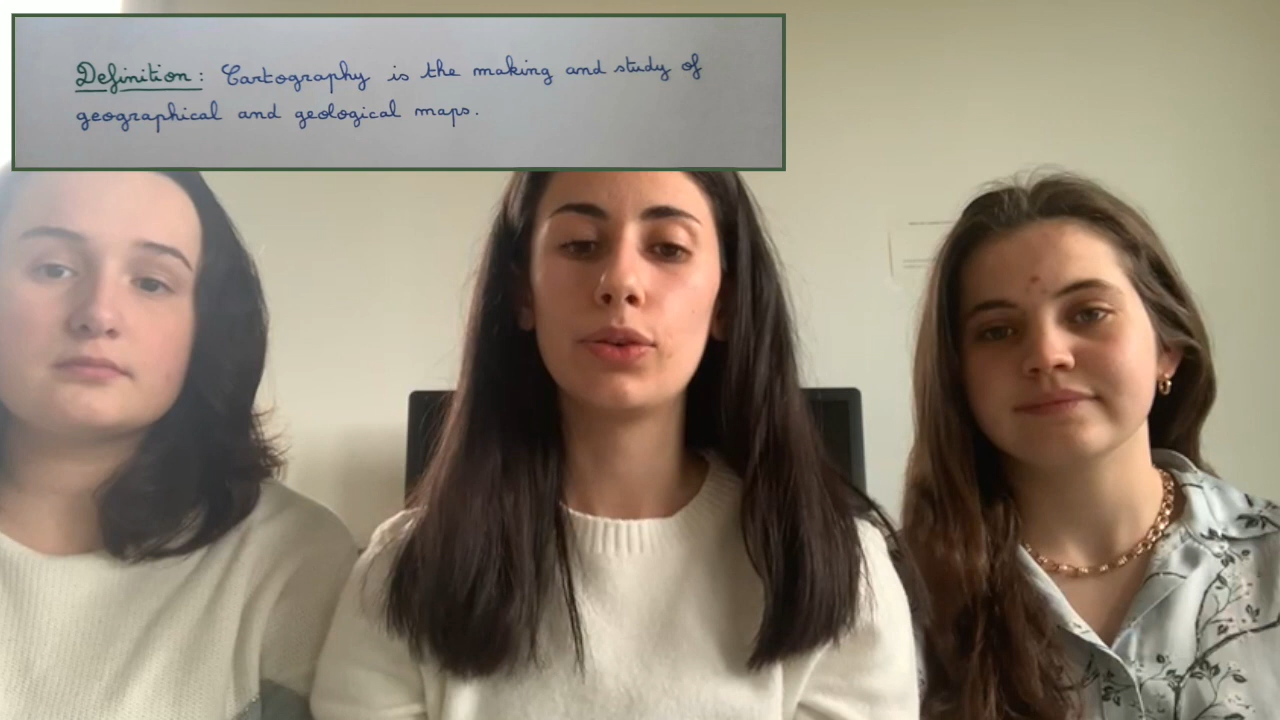 Definition: Cartography is the making and study of
geographical and geological maps.